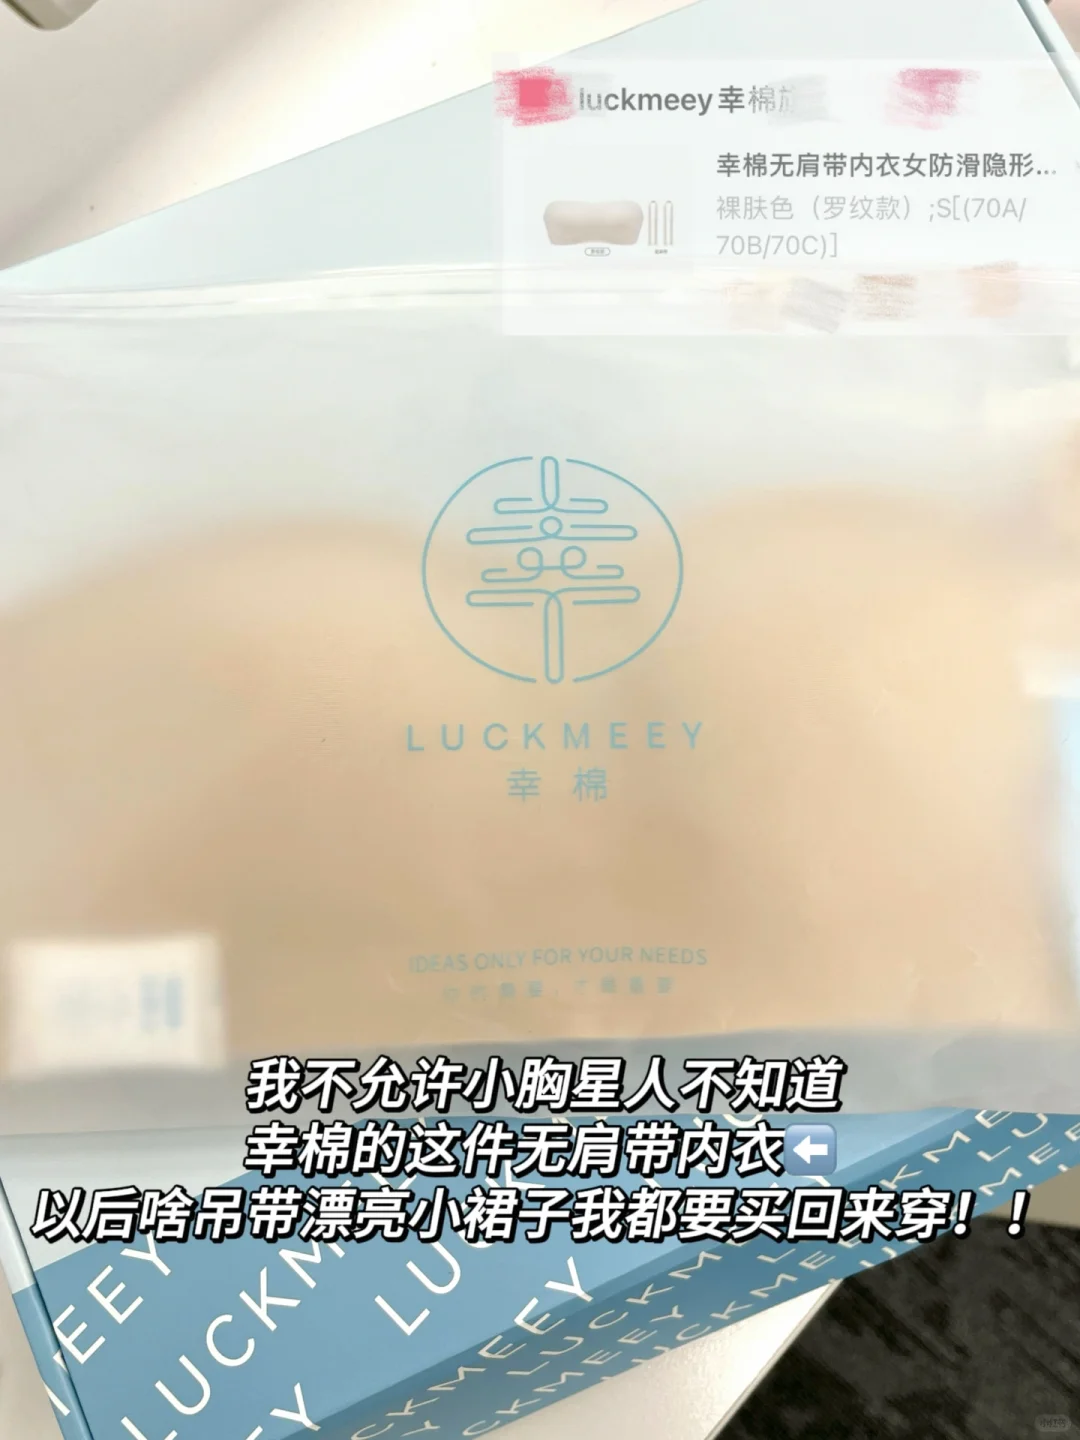 luckmeey幸棉
幸棉无肩带内衣女防滑隐形...
裸肤色（罗纹款）;S[(70A/
70B/70C)]
幸
LUCKMEEY
幸棉
IDEAS ONLY FOR YOUR NEEDS
我不允许小胸星人不知道
幸棉的这件无肩带内衣⬅
以后啥吊带漂亮小裙子我都要买回来穿！！
MEEY
LUCKMEEY
LUCKMEEY
LUCKMEEY
LUCKMEEY